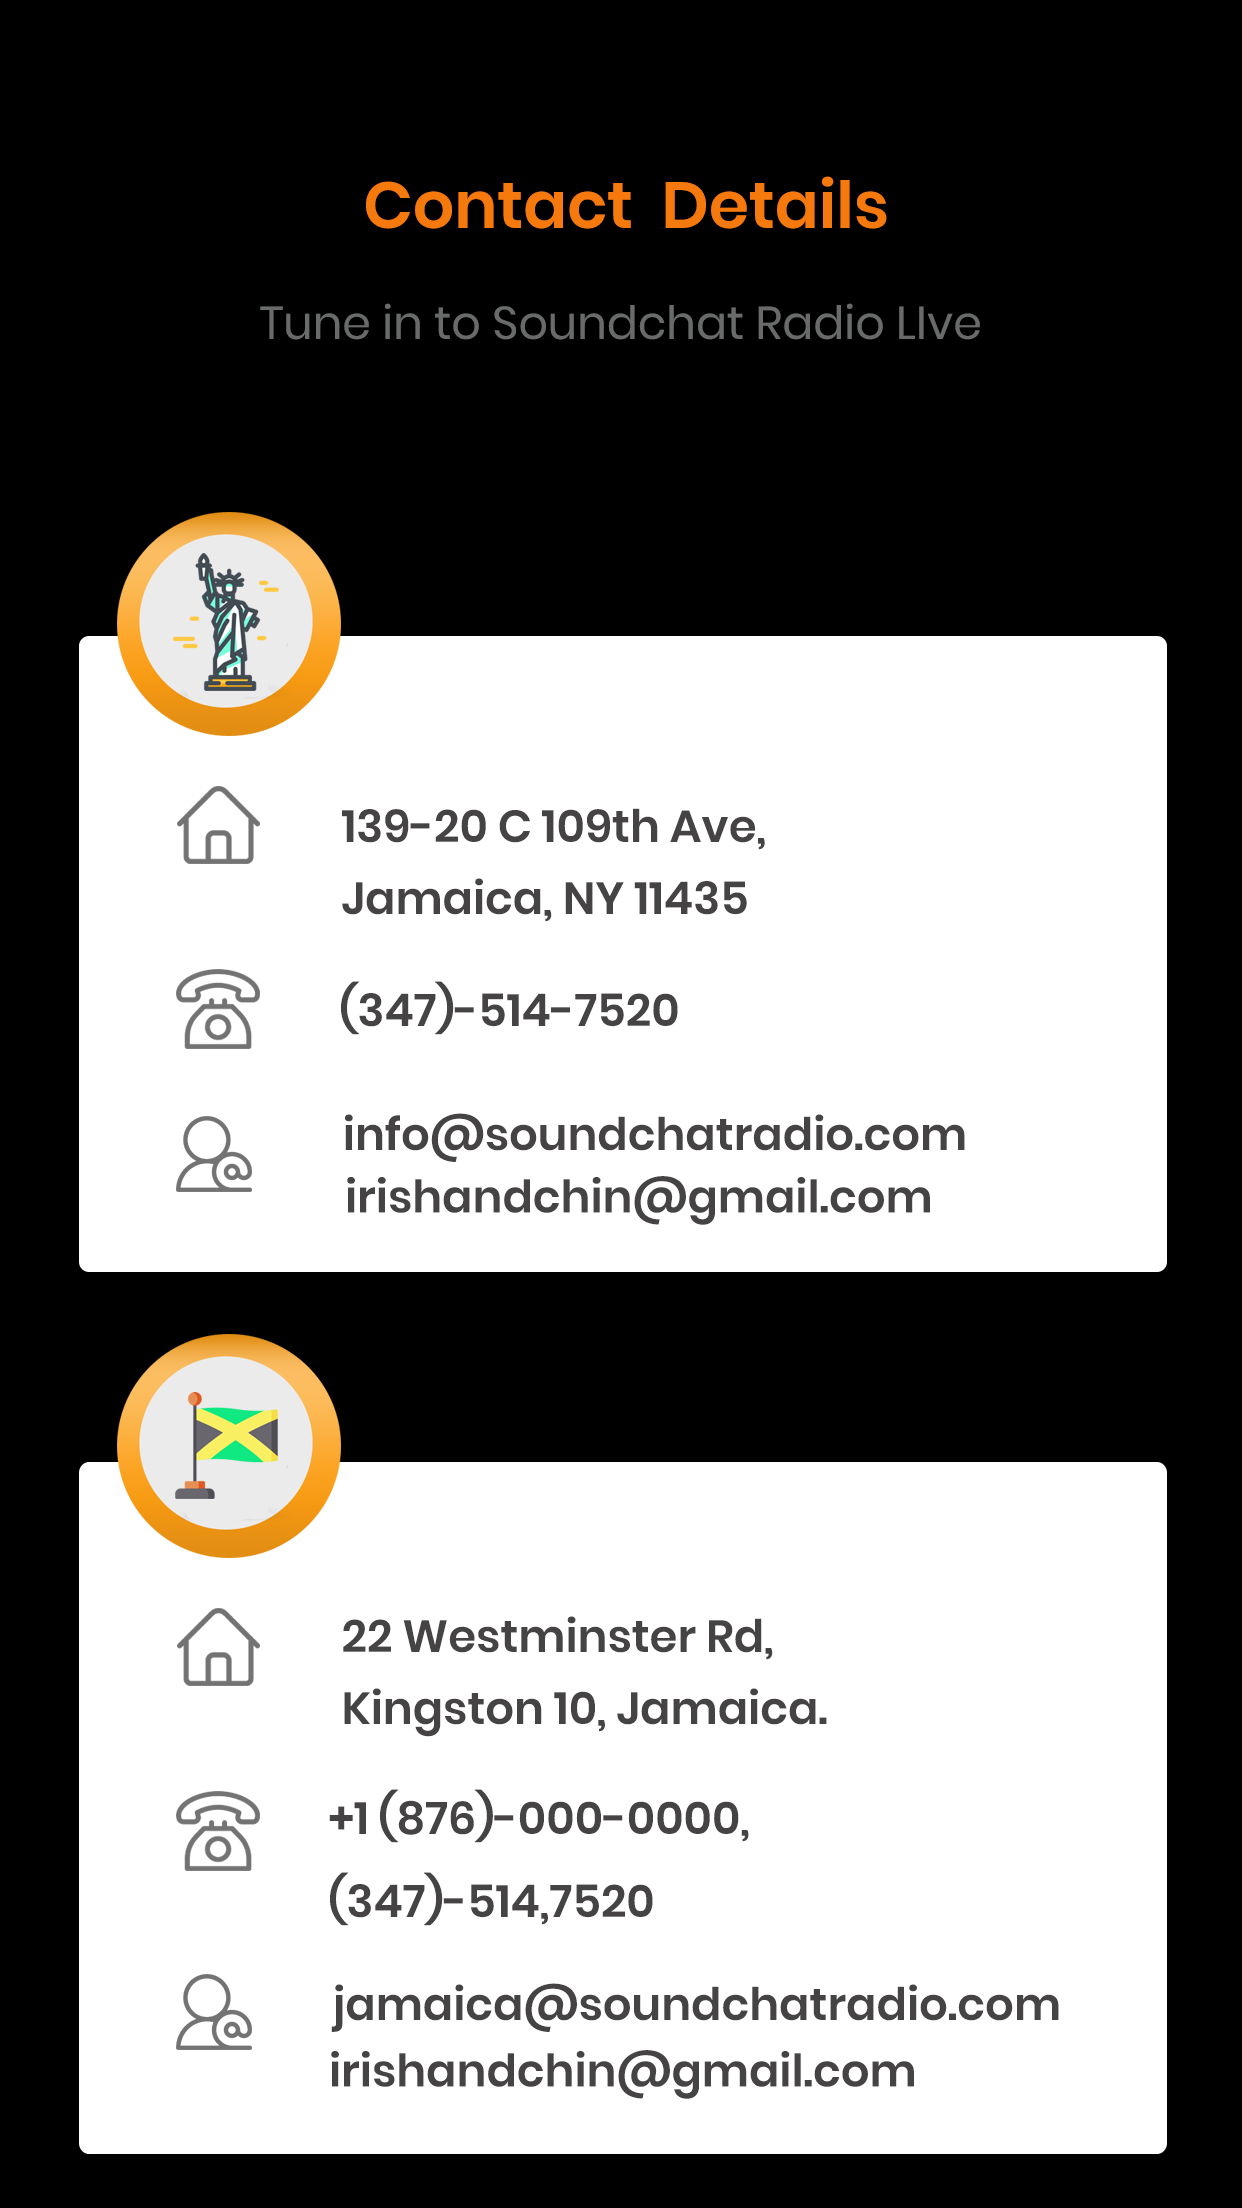 Contact Details
Tune in to Soundchat Radio LIve
139-20 C 109th Ave,
Jamaica, NY 11435
(347)-514-7520
info@soundchatradio.com
irishandchin@gmail.com
22 Westminster Rd,
Kingston 10, Jamaica.
+1 (876)-000-0000,
(347)-514,7520
jamaica@soundchatradio.com
irishandchin@gmail.com